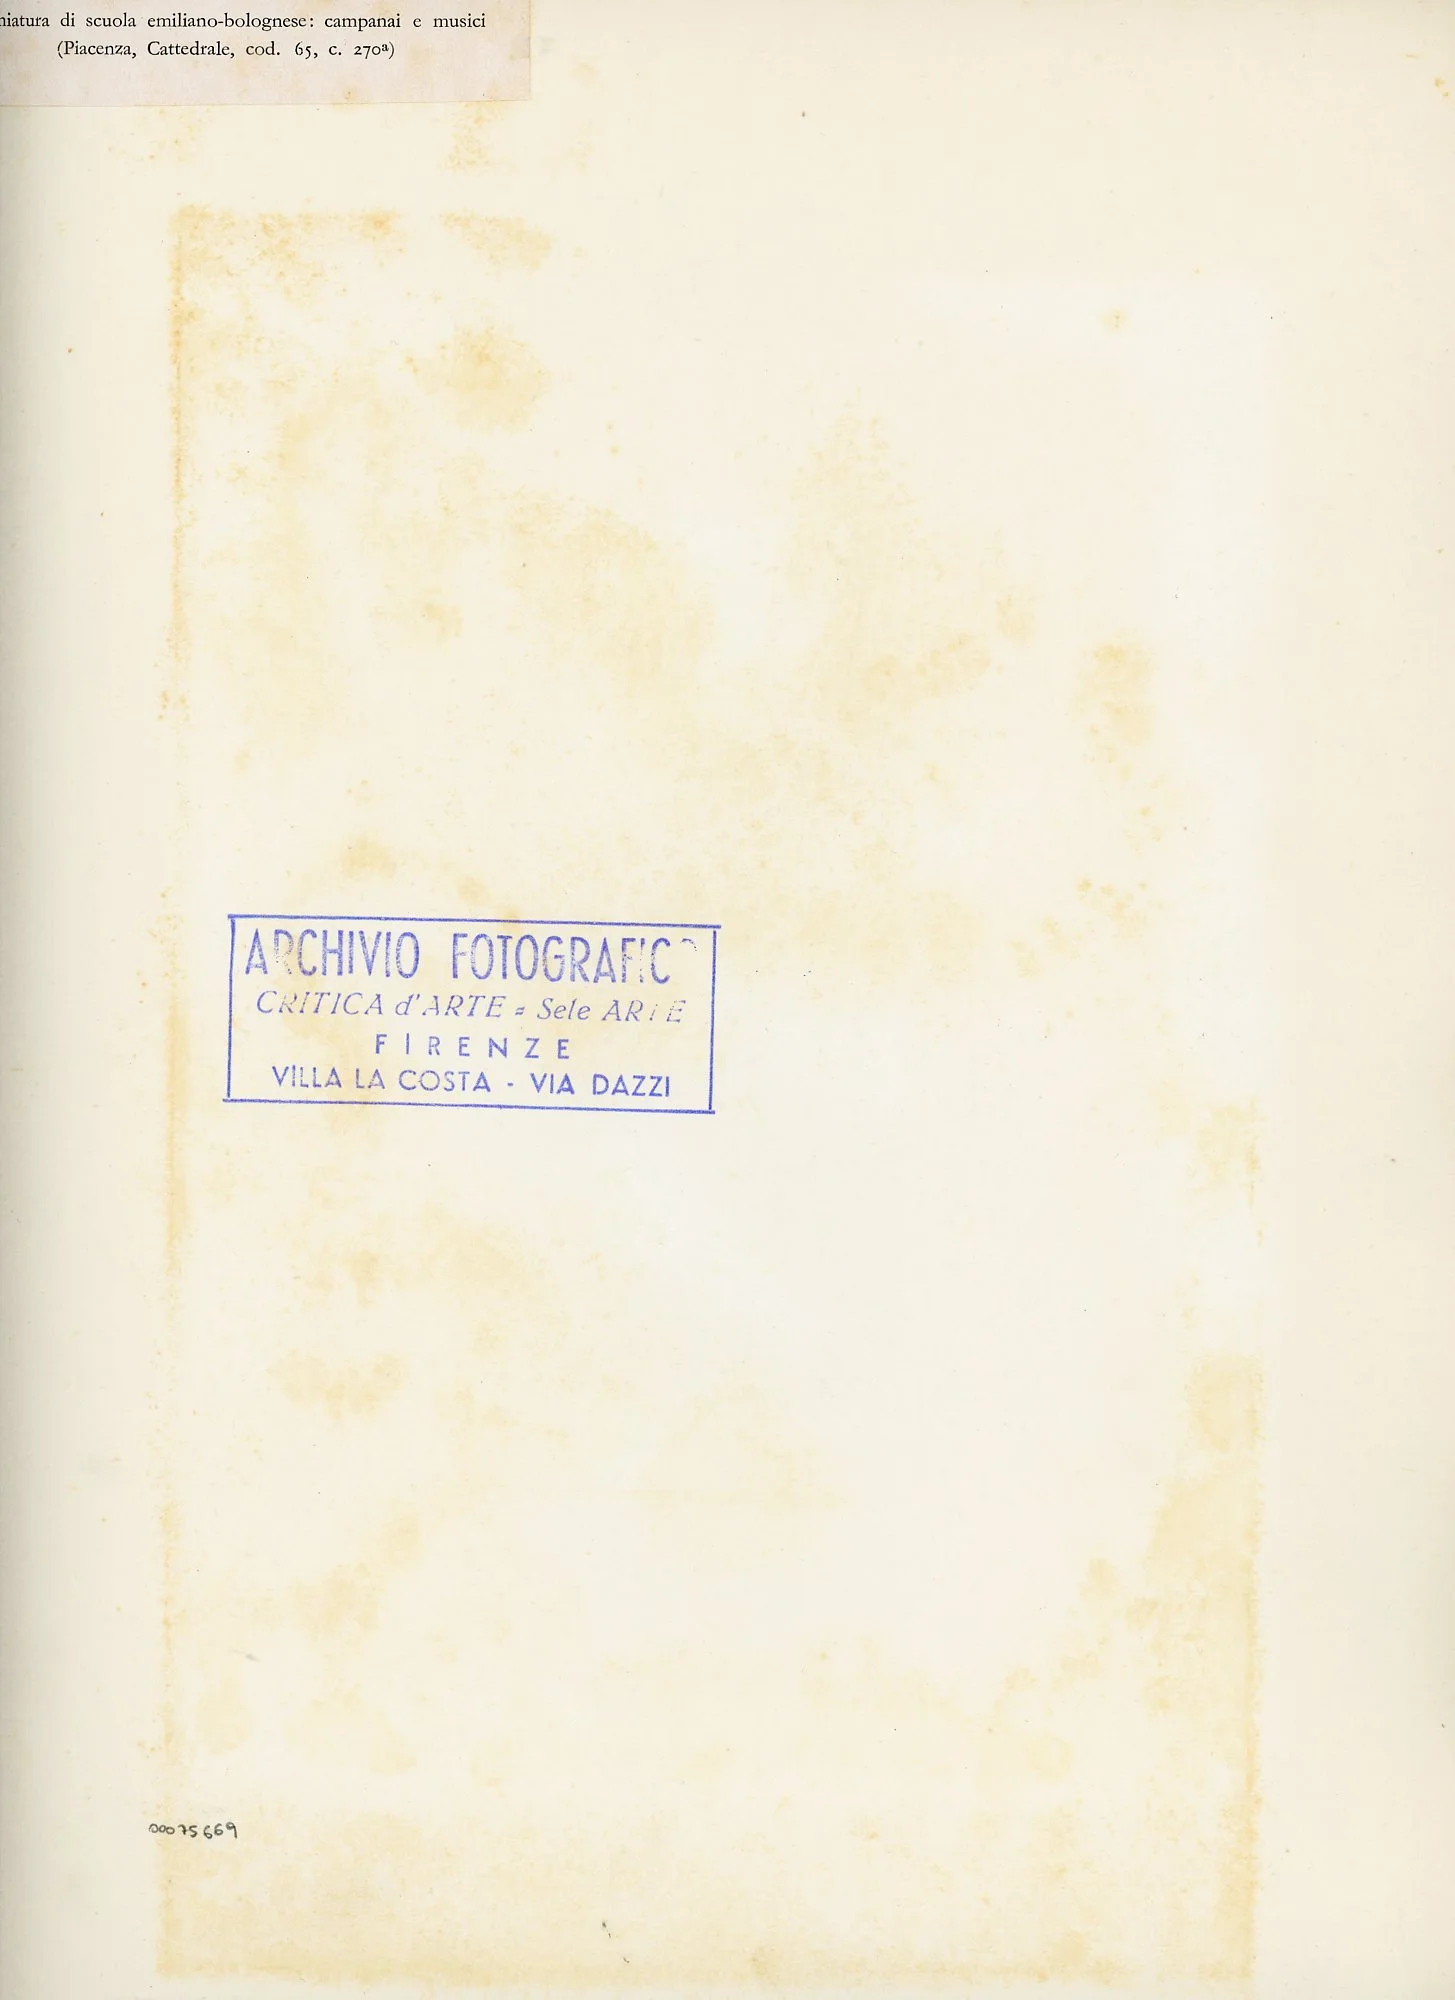 niatura di scuola emiliano-bolognese: campanai e musici
(Piacenza, Cattedrale, cod. 65, c. 270ª)
ARCHIVIO FOTOGRAFICO
CRITICA d'ARTE = Sele ARTE
FIRENZE
VILLA LA COSTA - VIA DAZZI
00075669